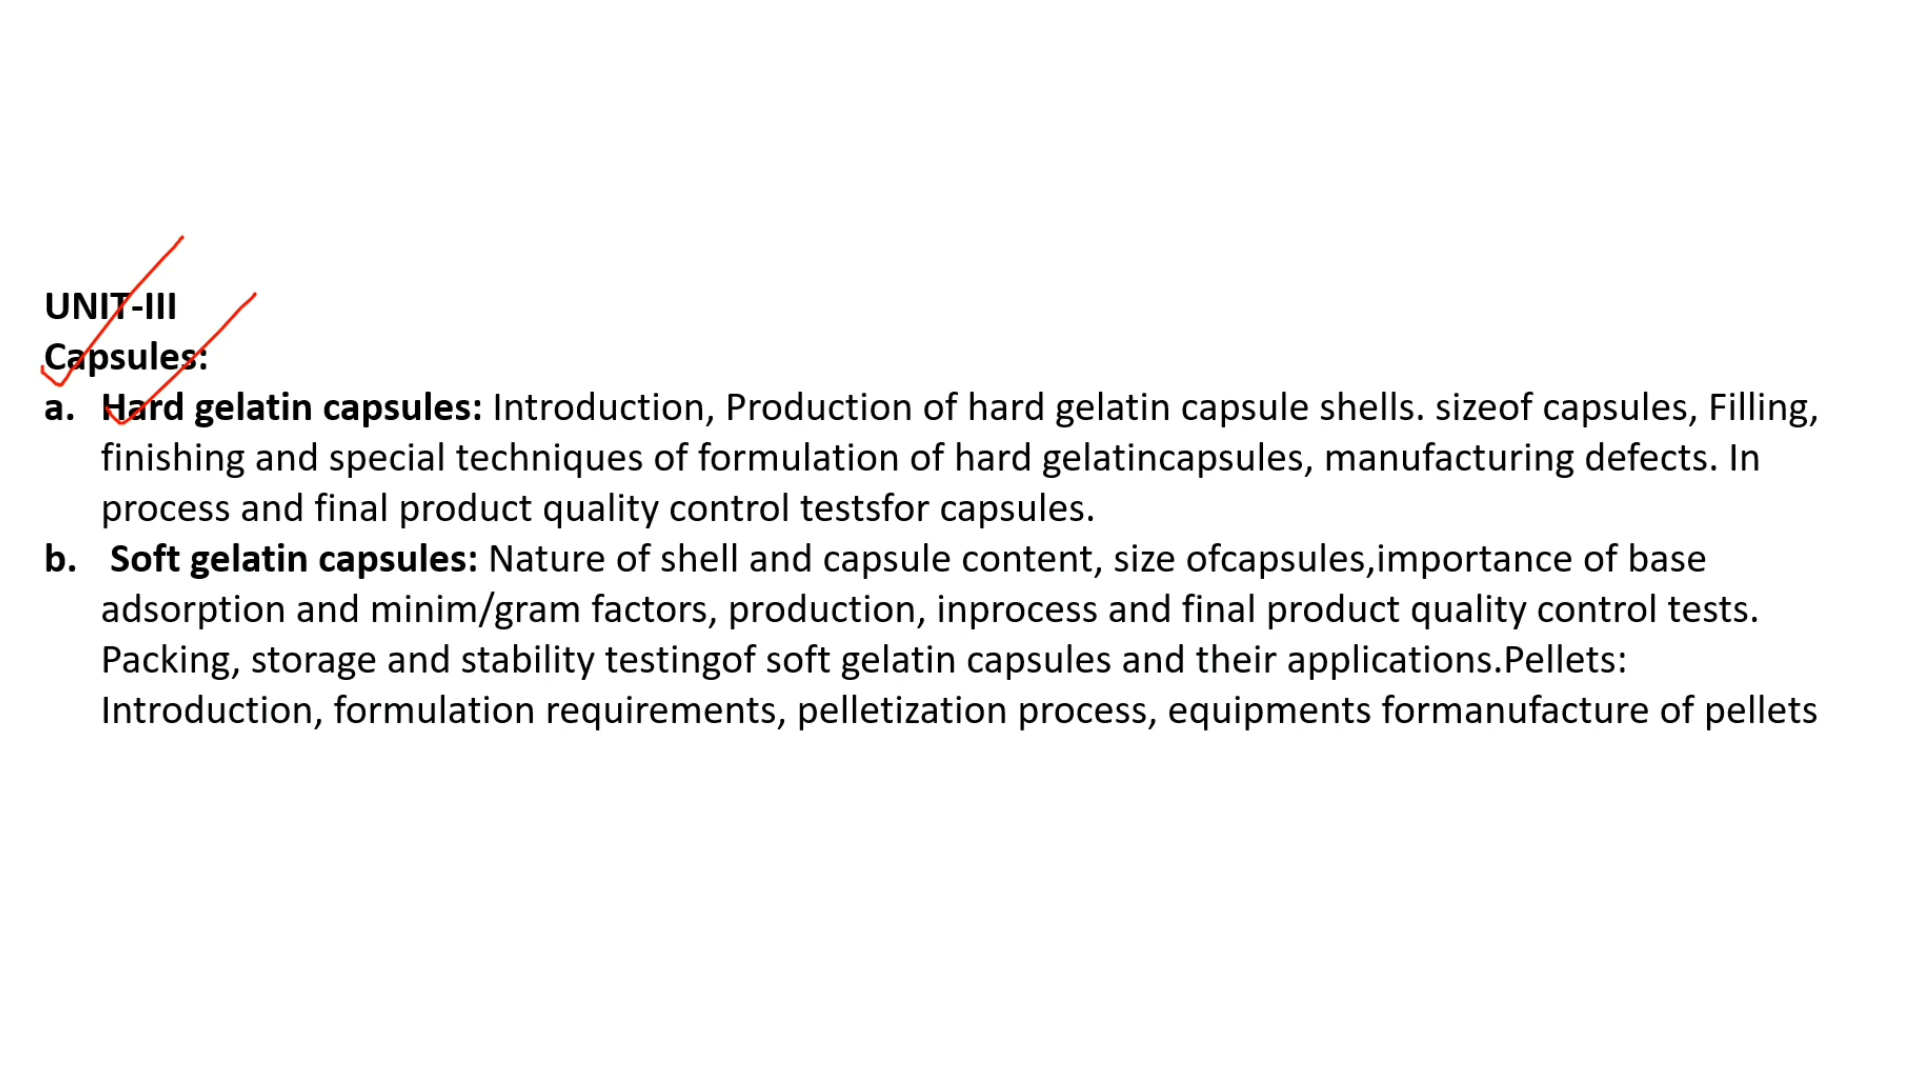 UNIT-III
Capsules:
a. Hard gelatin capsules: Introduction, Production of hard gelatin capsule shells. sizeof capsules, Filling,
finishing and special techniques of formulation of hard gelatincapsules, manufacturing defects. In
process and final product quality control testsfor capsules.
b. Soft gelatin capsules: Nature of shell and capsule content, size ofcapsules,importance of base
adsorption and minim/gram factors, production, inprocess and final product quality control tests.
Packing, storage and stability testingof soft gelatin capsules and their applications.Pellets:
Introduction, formulation requirements, pelletization process, equipments formanufacture of pellets